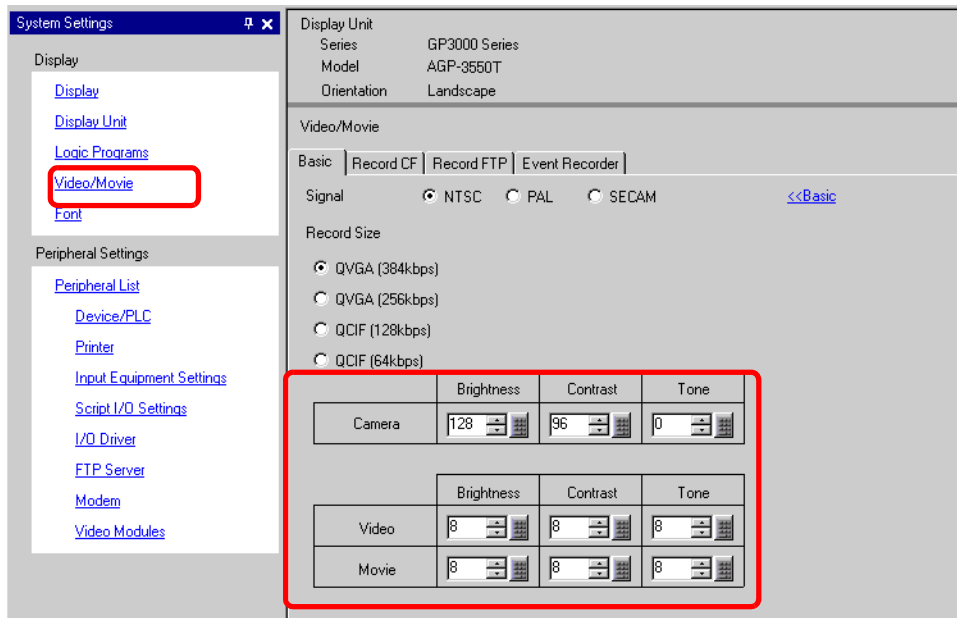 System Settings
Display
Display
Display Unit
Logic Programs
Video/Movie
Font
Peripheral Settings
Peripheral List
Device/PLC
Printer
Input Equipment Settings
Script I/O Settings
I/O Driver
FTP Server
Modem
Video Modules
Display Unit
Series GP3000 Series
Model AGP-3550T
Orientation Landscape
Video/Movie
Basic Record CF Record FTP Event Recorder
Signal NTSC PAL SECAM <<Basic
Record Size
QVGA (384kbps)
QVGA (256kbps)
QCIF (128kbps)
QCIF (64kbps)
Brightness Contrast Tone
Camera 128 96 0
Brightness Contrast Tone
Video 8 8 8
Movie 8 8 8